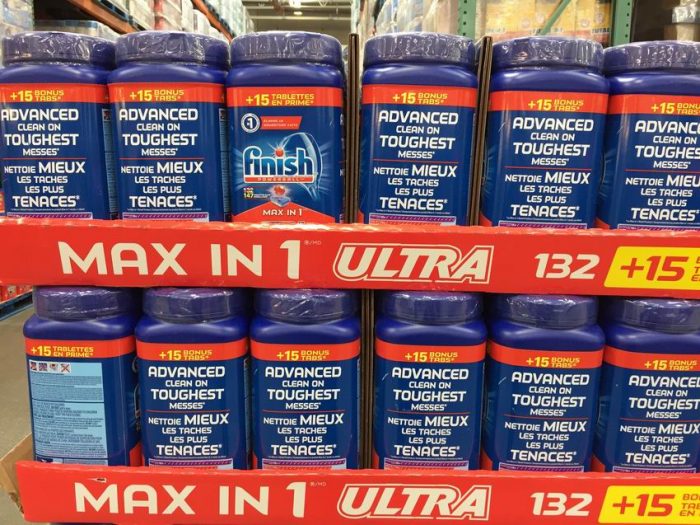 +15 BONUS TABS*
ADVANCED
CLEAN ON
TOUGHEST
MESSES*
NETTOIE MIEUX
LES TACHES
LES PLUS
TENACES*
+15 BONUS TABS*
ADVANCED
CLEAN ON
TOUGHEST
MESSES*
NETTOIE MIEUX
LES TACHES
LES PLUS
TENACES*
+15 TABLETTES EN PRIME*
#1
finish
POWERBALL
147
MAX IN 1
+15 BONUS TABS*
ADVANCED
CLEAN ON
TOUGHEST
MESSES*
NETTOIE MIEUX
LES TACHES
LES PLUS
TENACES*
+15 BONUS TABS*
ADVANCED
CLEAN ON
TOUGHEST
MESSES*
NETTOIE MIEUX
LES TACHES
LES PLUS
TENACES*
+15 BONUS TABS*
ADVANCED
CLEAN ON
TOUGHEST
MESSES*
NETTOIE MIEUX
LES TACHES
LES PLUS
TENACES*
MAX IN 1 ®/MD ULTRA 132 +15
+15 TABLETTES EN PRIME*
+15 BONUS TABS*
ADVANCED
CLEAN ON
TOUGHEST
MESSES*
NETTOIE MIEUX
LES TACHES
LES PLUS
TENACES*
+15 BONUS TABS*
ADVANCED
CLEAN ON
TOUGHEST
MESSES*
NETTOIE MIEUX
LES TACHES
LES PLUS
TENACES*
+15 BONUS TABS*
ADVANCED
CLEAN ON
TOUGHEST
MESSES*
NETTOIE MIEUX
LES TACHES
LES PLUS
TENACES*
+15 BONUS TABS*
ADVANCED
CLEAN ON
TOUGHEST
MESSES*
NETTOIE MIEUX
LES TACHES
LES PLUS
TENACES*
+15 BONUS TABS*
ADVANCED
CLEAN ON
TOUGHEST
MESSES*
NETTOIE MIEUX
LES TACHES
LES PLUS
TENACES*
MAX IN 1 ®/MD ULTRA 132 +15